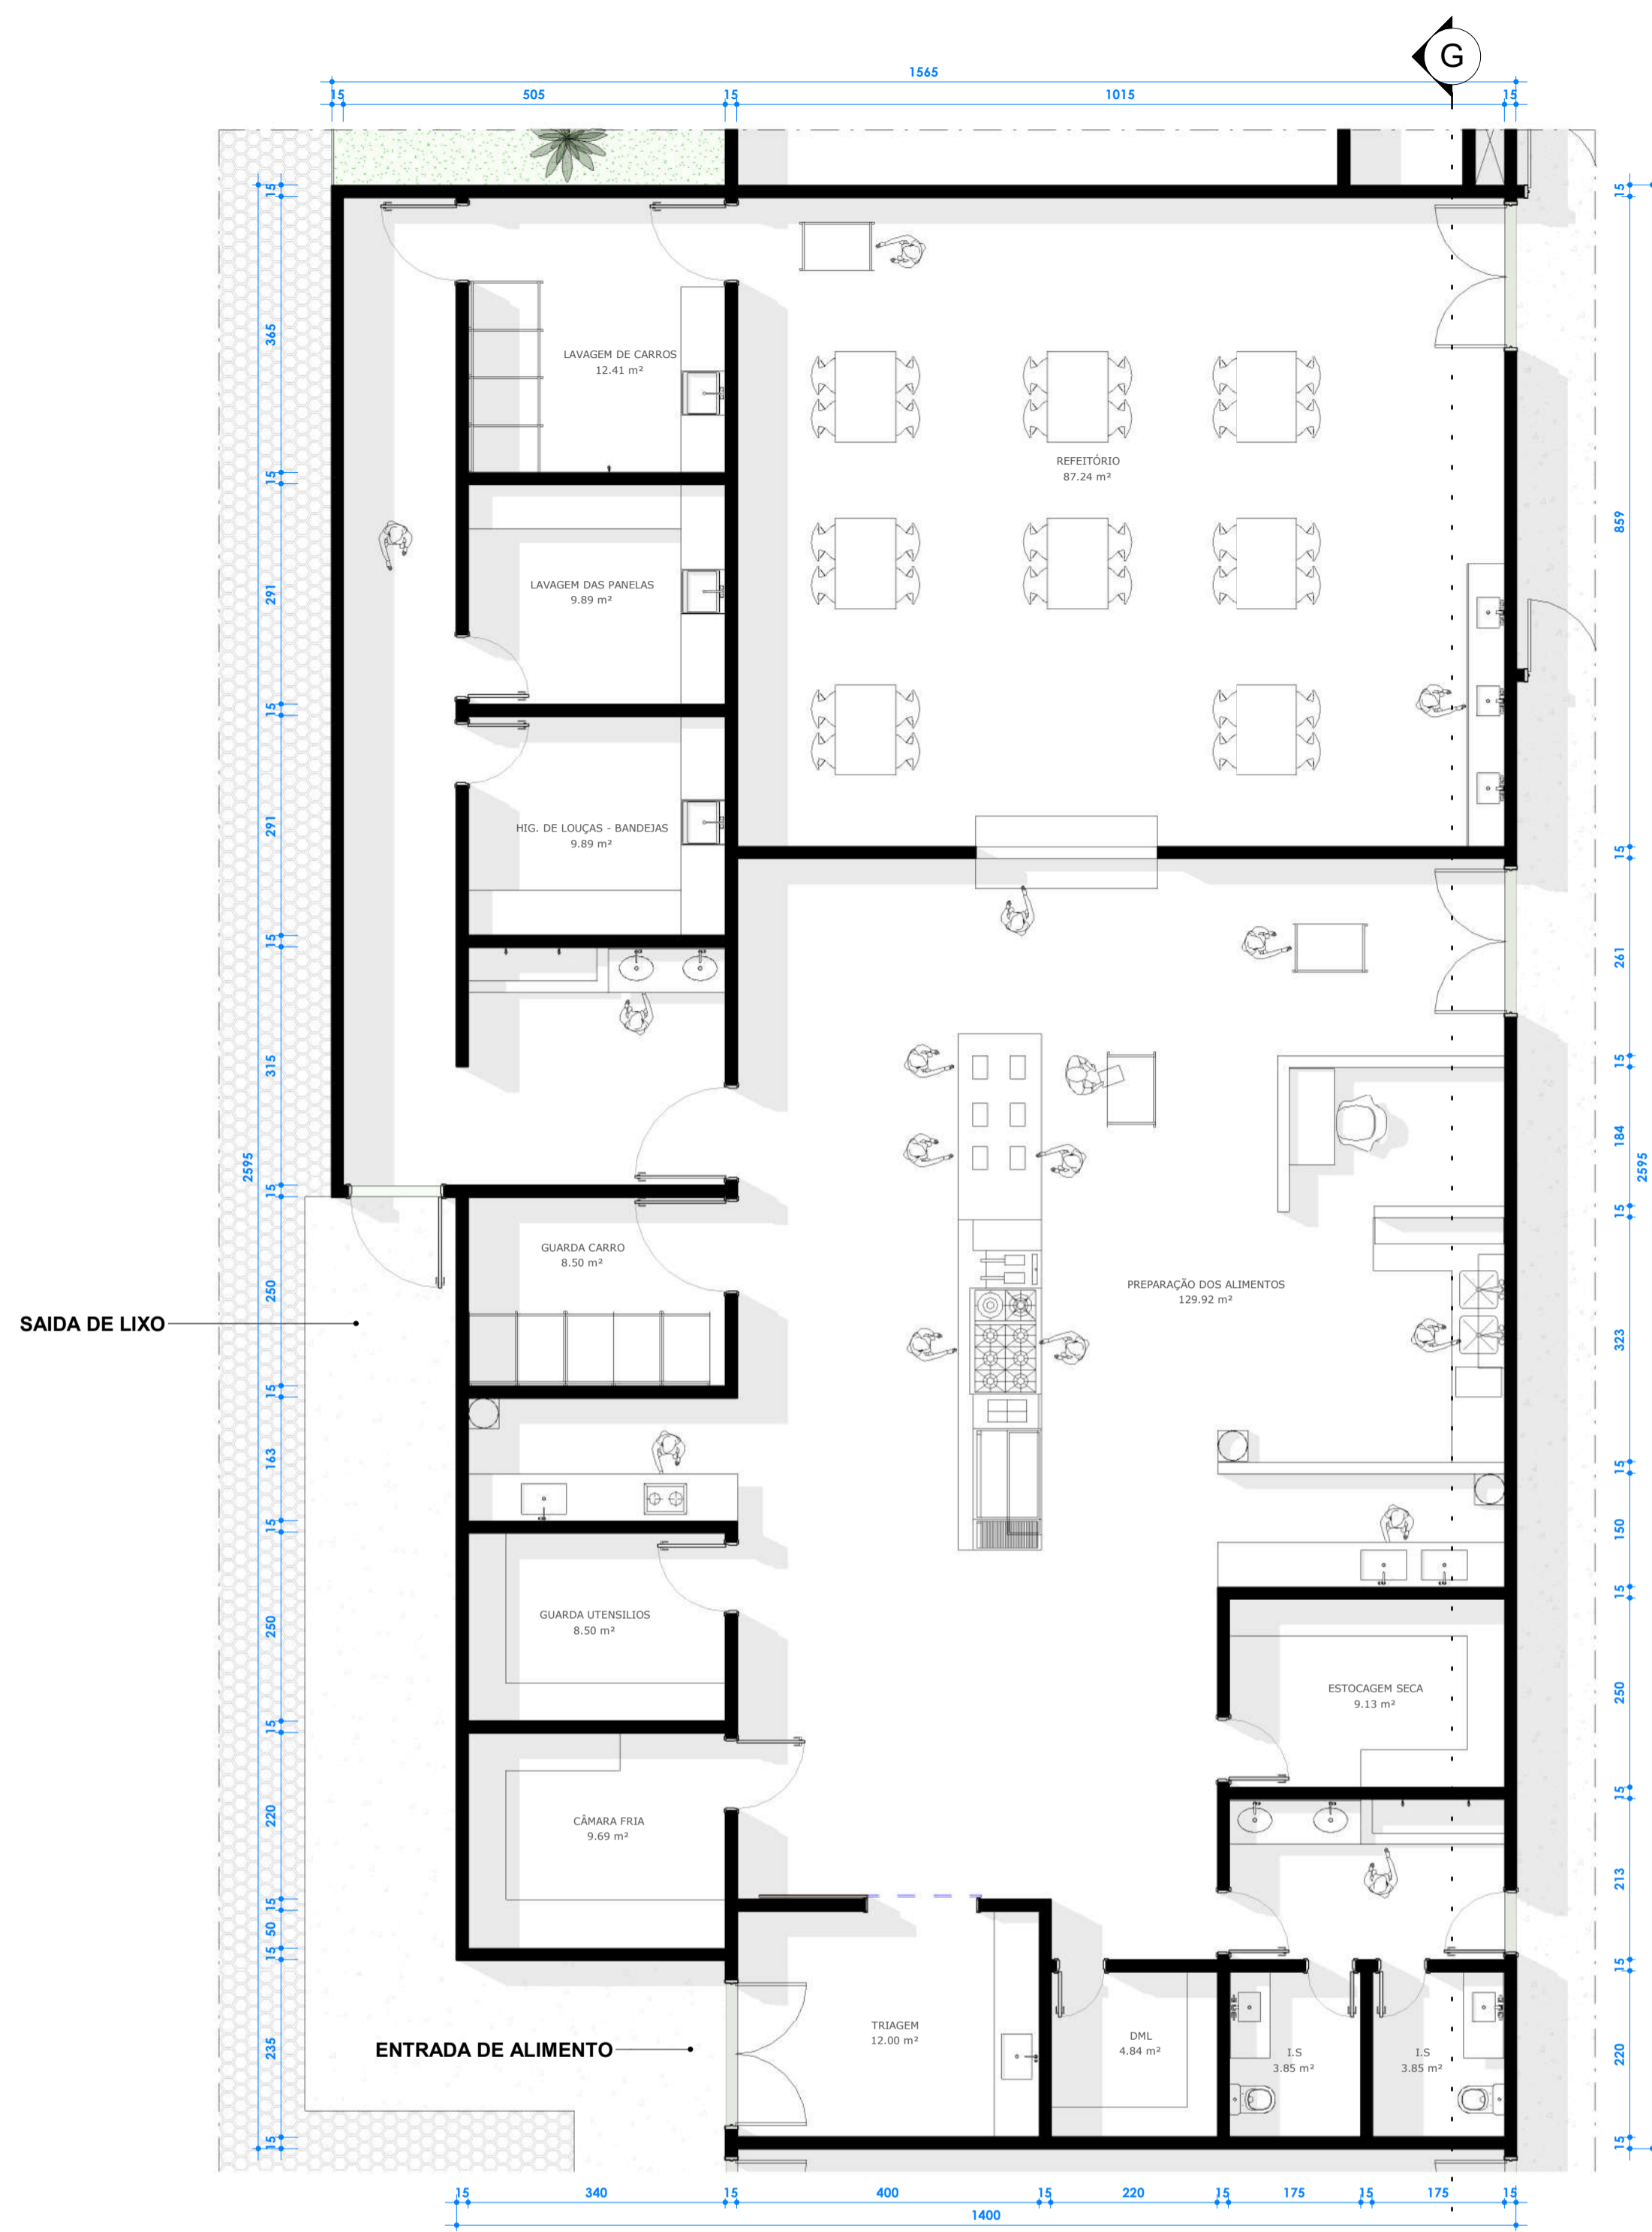 G
1565
15 505 15 1015 15
15
365
15
291
15
291
15
315
15
250
15
163
15
250
15
220
15
50
15
235
15
2595
LAVAGEM DE CARROS
12.41 m²
REFEITÓRIO
87.24 m²
LAVAGEM DAS PANELAS
9.89 m²
HIG. DE LOUÇAS - BANDEJAS
9.89 m²
GUARDA CARRO
8.50 m²
PREPARAÇÃO DOS ALIMENTOS
129.92 m²
SAIDA DE LIXO
GUARDA UTENSILIOS
8.50 m²
ESTOCAGEM SECA
9.13 m²
CÂMARA FRIA
9.69 m²
TRIAGEM
12.00 m²
ENTRADA DE ALIMENTO
DML
4.84 m²
I.S
3.85 m²
I.S
3.85 m²
15
859
15
261
15
184
15
323
15
150
15
250
15
213
15
220
15
2595
15 340 15 400 15 220 15 175 15 175 15
1400